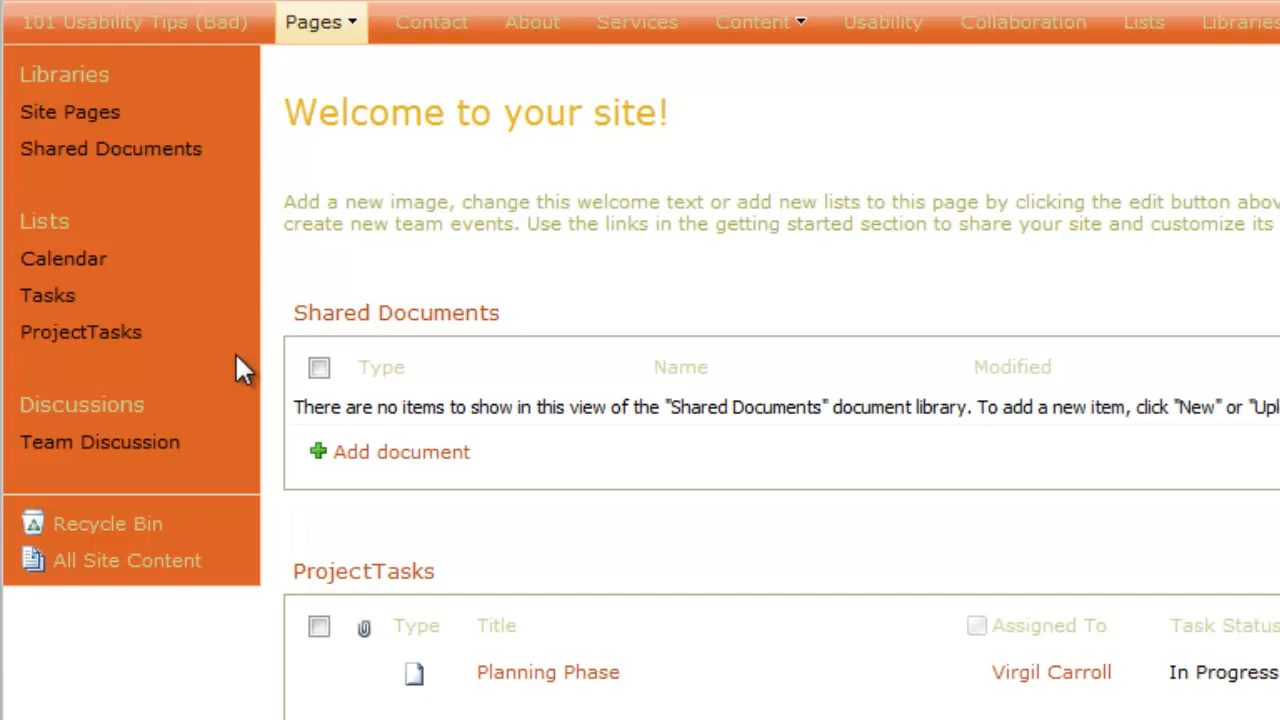 101 Usability Tips (Bad) Pages Contact About Services Content Usability Collaboration Lists Libraries
Libraries
Site Pages
Shared Documents
Lists
Calendar
Tasks
ProjectTasks
Discussions
Team Discussion
Recycle Bin
All Site Content
Welcome to your site!
Add a new image, change this welcome text or add new lists to this page by clicking the edit button above
create new team events. Use the links in the getting started section to share your site and customize its
Shared Documents
Type Name Modified
There are no items to show in this view of the "Shared Documents" document library. To add a new item, click "New" or "Upl
Add document
ProjectTasks
Type Title Assigned To Task Status
Planning Phase Virgil Carroll In Progress